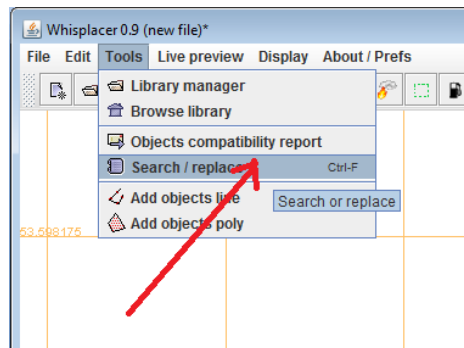 Whisplacer 0.9 (new file)*
File Edit Tools Live preview Display About / Prefs
Library manager
Browse library
Objects compatibility report
Search / replace Ctrl-F
Add objects line
Search or replace
Add objects poly
53.598175